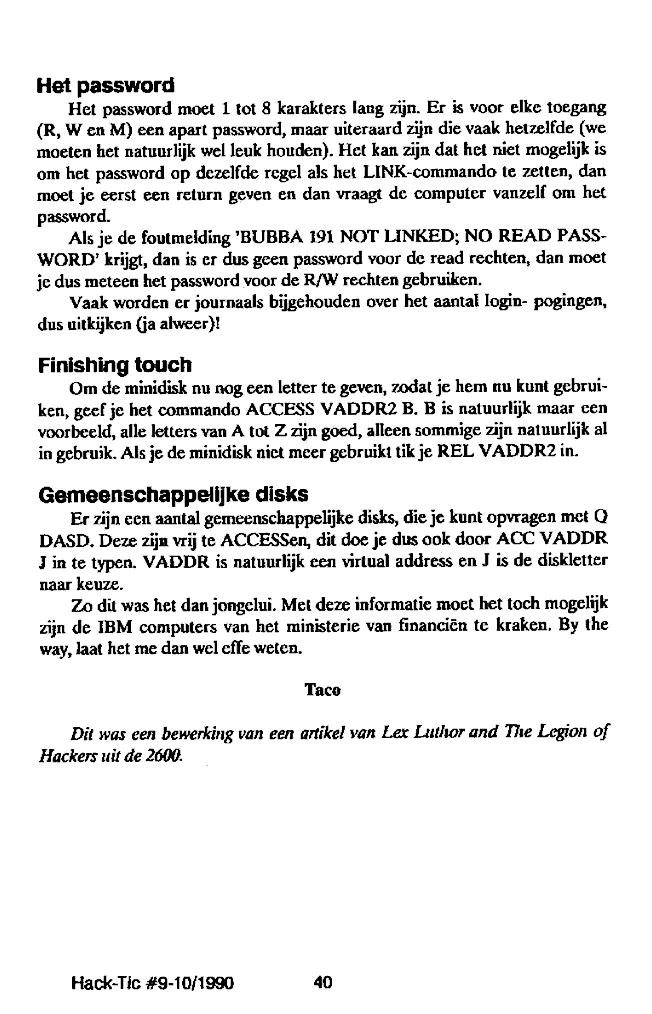 Het password
Het password moet 1 tot 8 karakters lang zijn. Er is voor elke toegang
(R, W en M) een apart password, maar uiteraard zijn die vaak hetzelfde (we
moeten het natuurlijk wel leuk houden). Het kan zijn dat het niet mogelijk is
om het password op dezelfde regel als het LINK-commando te zetten, dan
moet je eerst een return geven en dan vraagt de computer vanzelf om het
password.
Als je de foutmelding 'BUBBA 191 NOT LINKED; NO READ PASS-
WORD' krijgt, dan is er dus geen password voor de read rechten, dan moet
je dus meteen het password voor de R/W rechten gebruiken.
Vaak worden er journaals bijgehouden over het aantal login- pogingen,
dus uitkijken (ja alweer)!
Finishing touch
Om de minidisk nu nog een letter te geven, zodat je hem nu kunt gebrui-
ken, geef je het commando ACCESS VADDR2 B. B is natuurlijk maar een
voorbeeld, alle letters van A tot Z zijn goed, alleen sommige zijn natuurlijk al
in gebruik. Als je de minidisk niet meer gebruikt tik je REL VADDR2 in.
Gemeenschappelijke disks
Er zijn een aantal gemeenschappelijke disks, die je kunt opvragen met Q
DASD. Deze zijn vrij te ACCESSen, dit doe je dus ook door ACC VADDR
J in te typen. VADDR is natuurlijk een virtual address en J is de diskletter
naar keuze.
Zo dit was het dan jongelui. Met deze informatie moet het toch mogelijk
zijn de IBM computers van het ministerie van financiën te kraken. By the
way, laat het me dan wel effe weten.
Taco
Dit was een bewerking van een artikel van Lex Luthor and The Legion of
Hackers uit de 2600.
Hack-Tic #9-10/1990 40